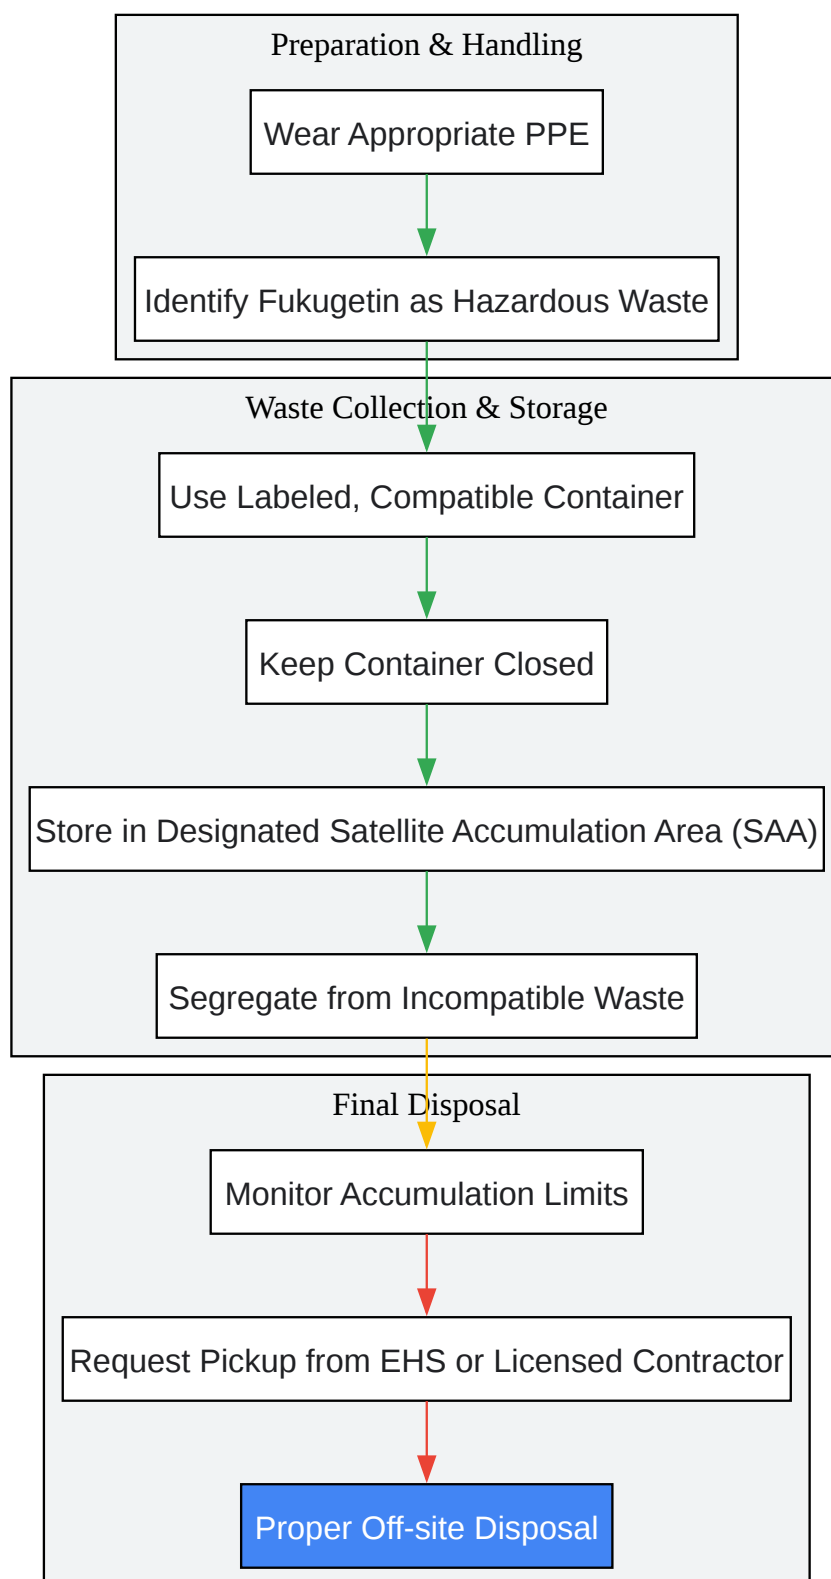 Preparation & Handling
Wear Appropriate PPE
Identify Fukugetin as Hazardous Waste
Waste Collection & Storage
Use Labeled, Compatible Container
Keep Container Closed
Store in Designated Satellite Accumulation Area (SAA)
Segregate from Incompatible Waste
Final Disposal
Monitor Accumulation Limits
Request Pickup from EHS or Licensed Contractor
Proper Off-site Disposal